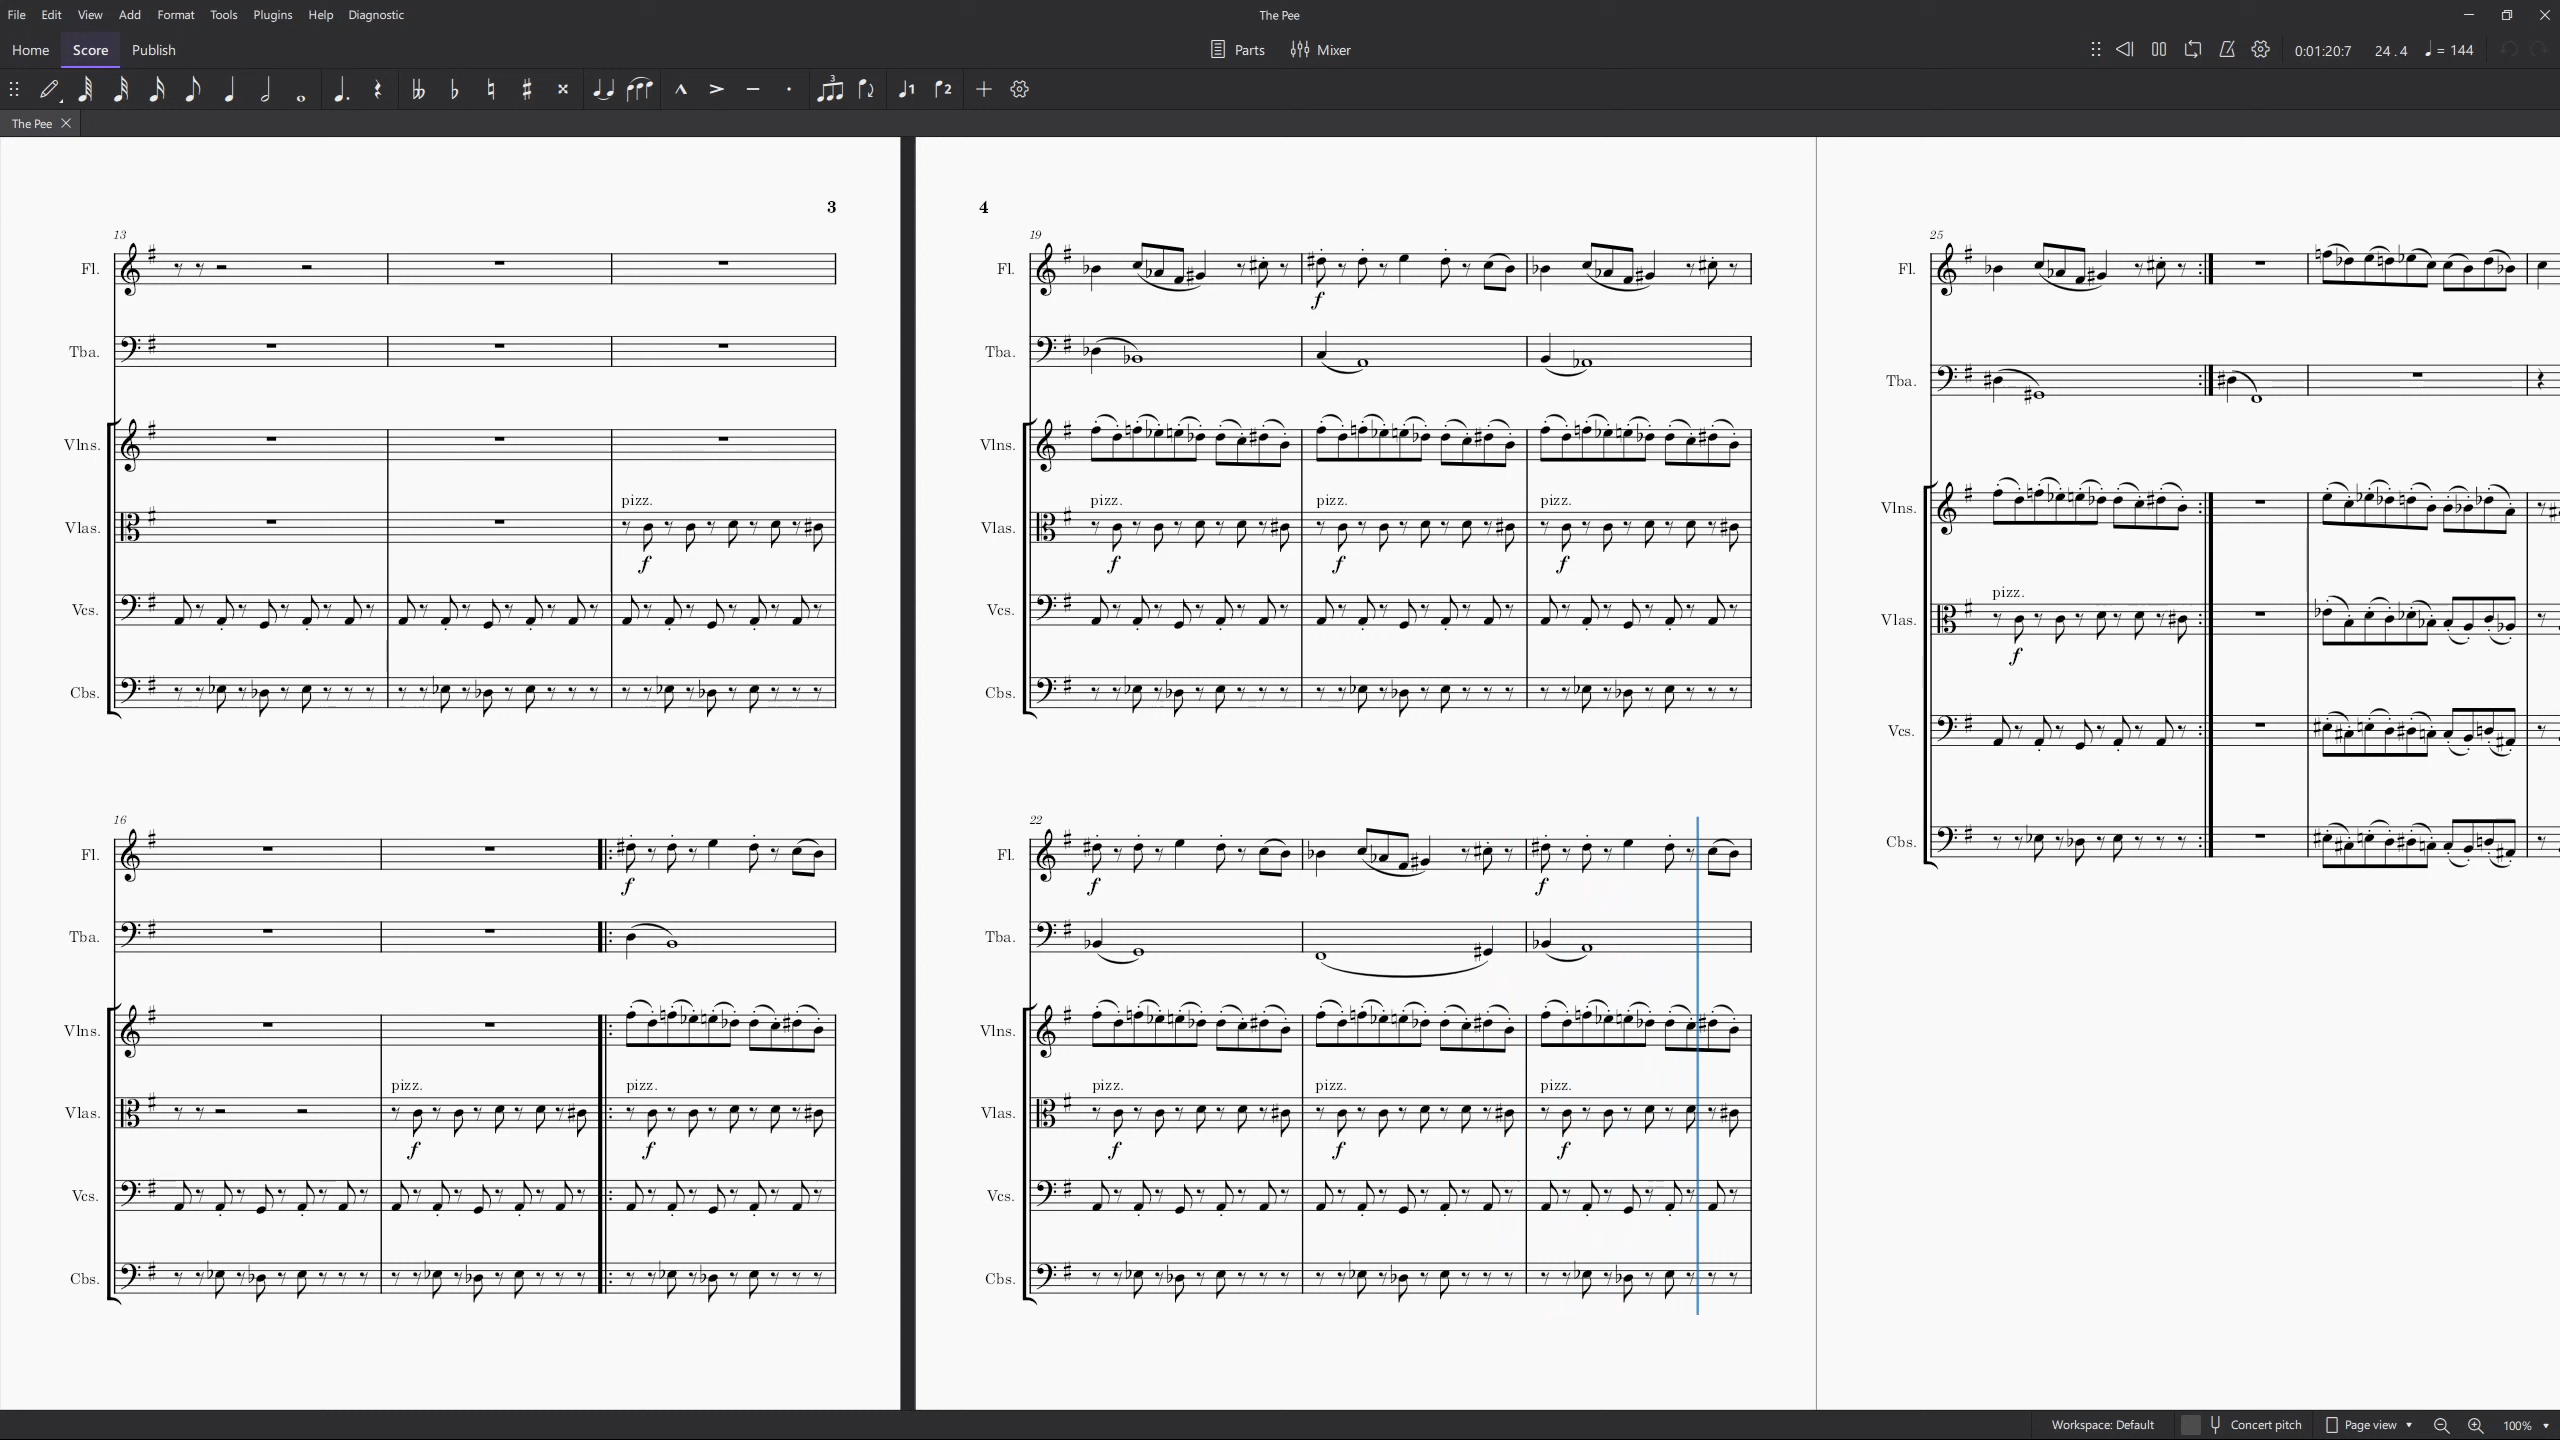 File Edit View Add Format Tools Plugins Help Diagnostic
The Pee
Home Score Publish
Parts Mixer
0:01:20:7 24 . 4 = 144
3 1 2
The Pee
3
13
Fl.
Tba.
Vlns.
Vlas.
pizz.
f
Vcs.
Cbs.
16
Fl.
f
Tba.
Vlns.
Vlas.
pizz. pizz.
f f
Vcs.
Cbs.
4
19
Fl.
f
Tba.
Vlns.
Vlas.
pizz. pizz. pizz.
f f f
Vcs.
Cbs.
22
Fl.
f f
Tba.
Vlns.
Vlas.
pizz. pizz. pizz.
f f f
Vcs.
Cbs.
25
Fl.
Tba.
Vlns.
pizz.
Vlas.
f
Vcs.
Cbs.
Workspace: Default Concert pitch Page view 100%